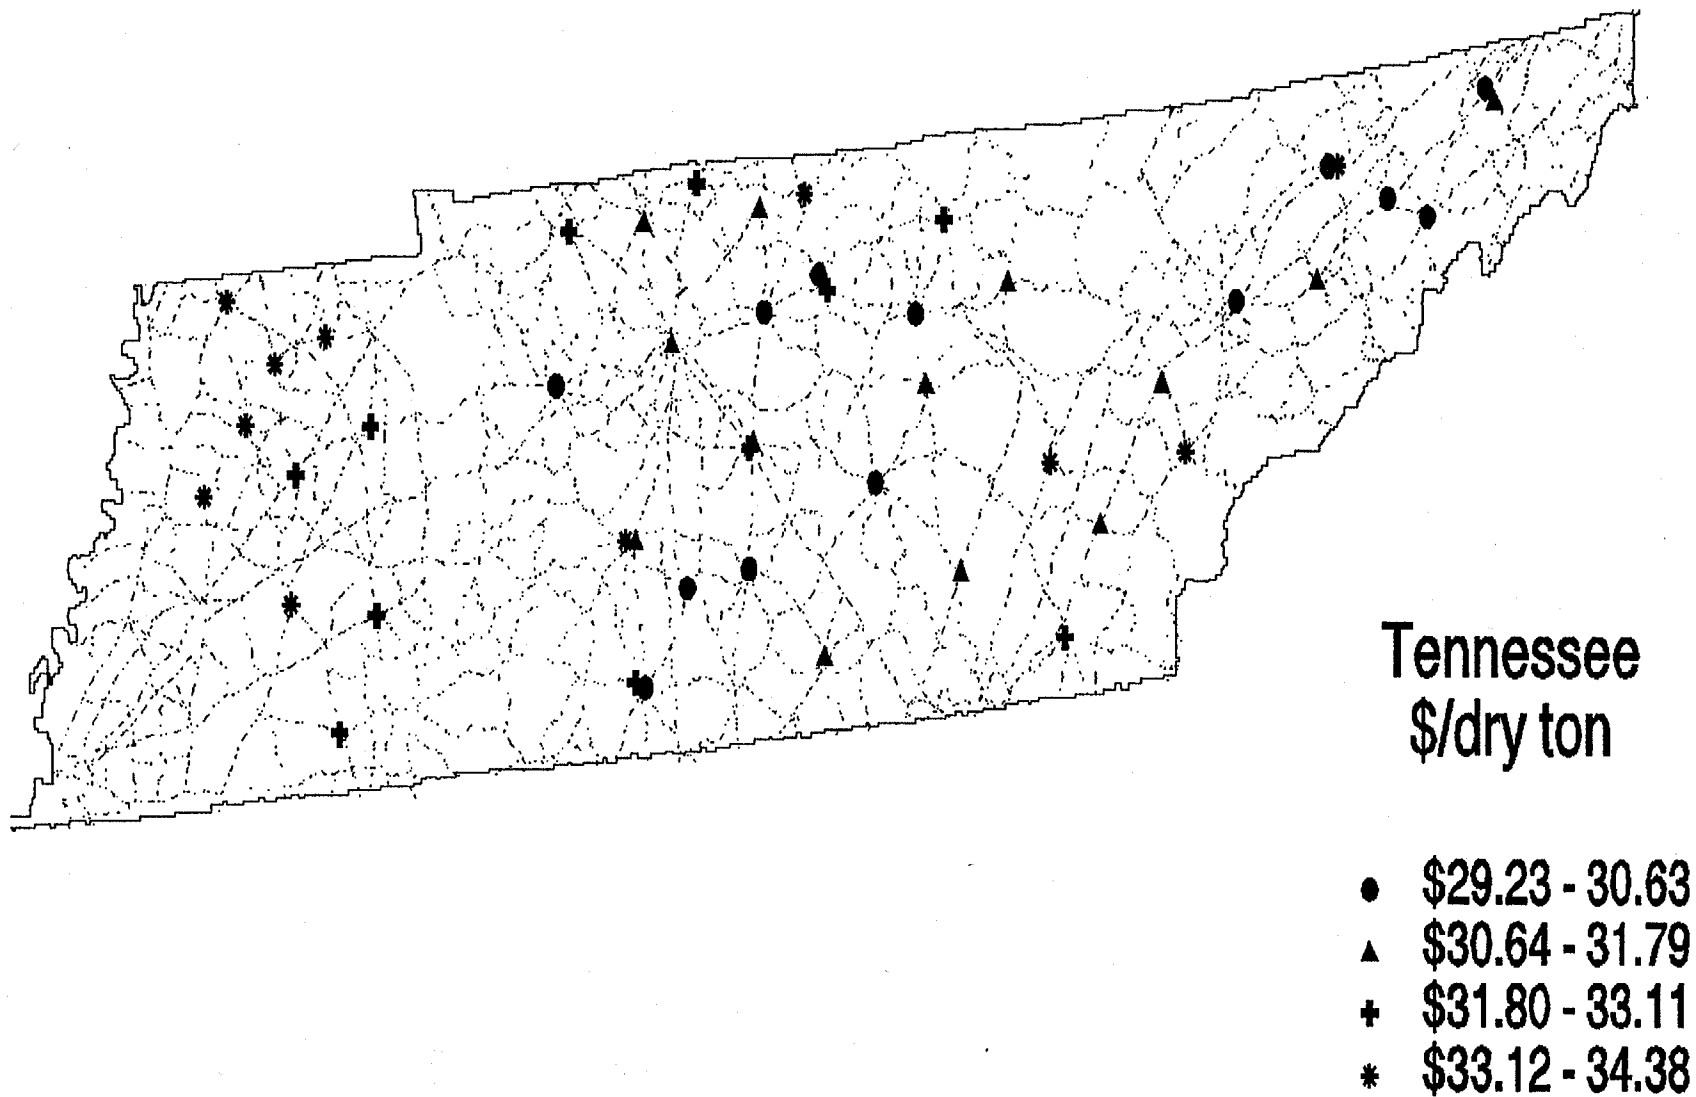 Tennessee
$/dry ton
$29.23 - 30.63
$30.64 - 31.79
$31.80 - 33.11
$33.12 - 34.38